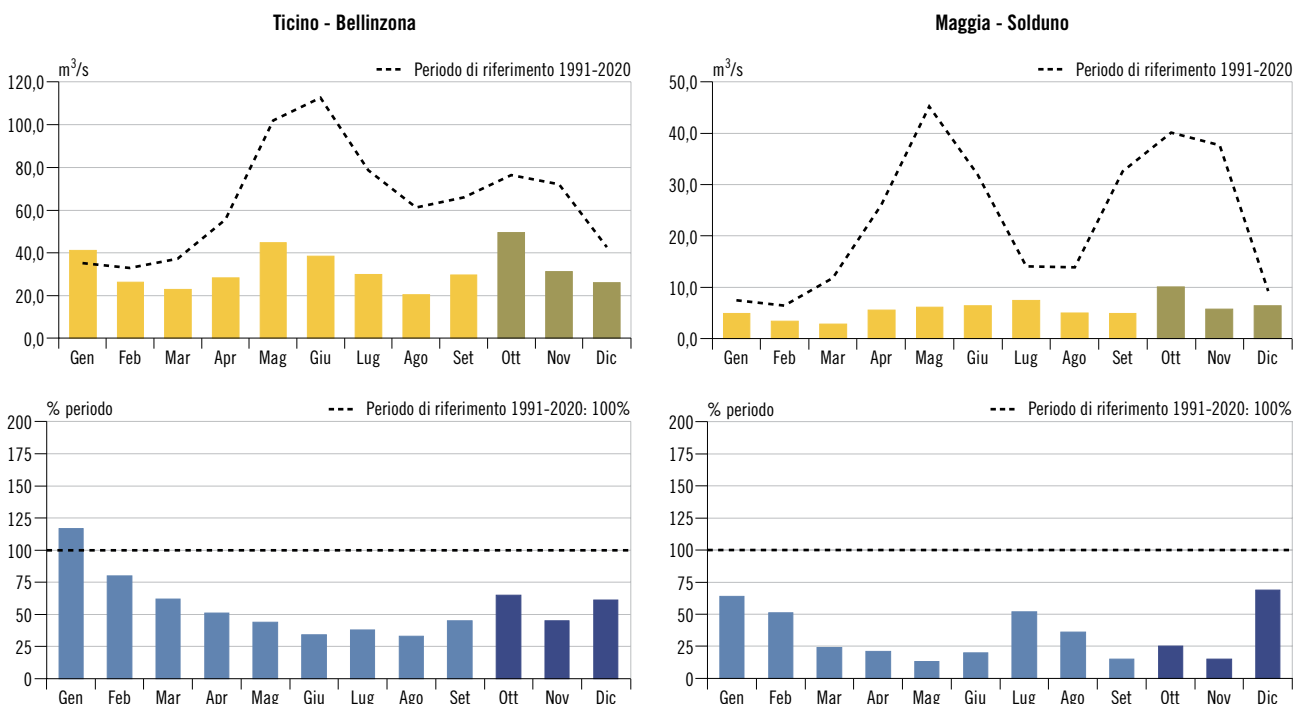 Ticino - Bellinzona
m³/s
Periodo di riferimento 1991-2020
120,0
100,0
80,0
60,0
40,0
20,0
0,0
Gen Feb Mar Apr Mag Giu Lug Ago Set Ott Nov Dic
Maggia - Solduno
m³/s
Periodo di riferimento 1991-2020
50,0
40,0
30,0
20,0
10,0
0,0
Gen Feb Mar Apr Mag Giu Lug Ago Set Ott Nov Dic
% periodo
Periodo di riferimento 1991-2020: 100%
200
175
150
125
100
75
50
25
0
Gen Feb Mar Apr Mag Giu Lug Ago Set Ott Nov Dic
% periodo
Periodo di riferimento 1991-2020: 100%
200
175
150
125
100
75
50
25
0
Gen Feb Mar Apr Mag Giu Lug Ago Set Ott Nov Dic